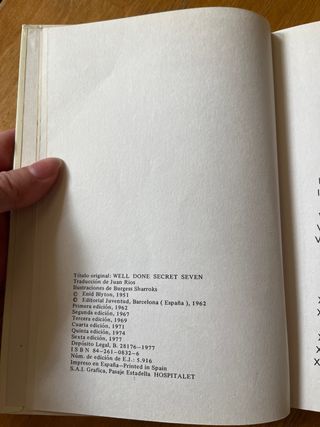 Título original: WELL DONE SECRET SEVEN
Traducción de Juan Ríos
Ilustraciones de Burgess Sharrocks
© Enid Blyton, 1951
© Editorial Juventud, Barcelona (España), 1962
Primera edición, 1962
Segunda edición, 1967
Tercera edición, 1969
Cuarta edición, 1971
Quinta edición, 1974
Sexta edición, 1977
Depósito Legal, B. 28176-1977
ISBN 84-261-0832-6
Núm. de edición de E.J.: 5.916
Impreso en España-Printed in Spain
S.A.I. Grafica, Pasaje Estadella HOSPITALET